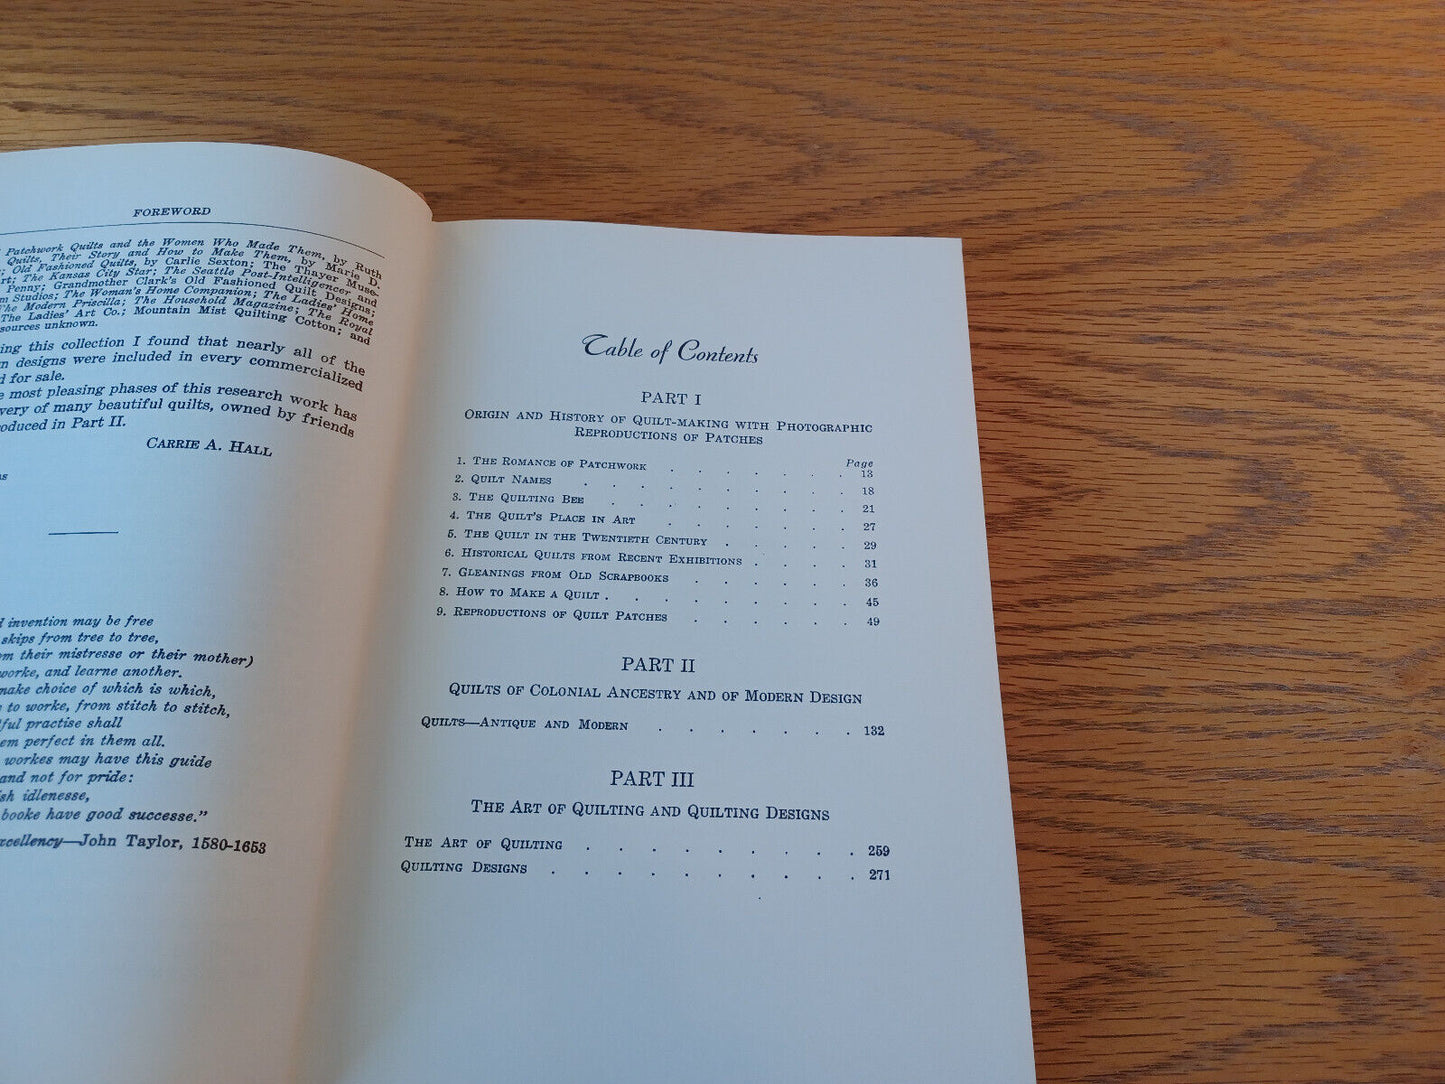 FOREWORD
Patchwork Quilts and the Women Who Made Them, by Ruth
Quilts, Their Story and How to Make Them, by Marie D.
Old Fashioned Quilts, by Carlie Sexton; The Thayer Muse-
rt; The Kansas City Star; The Seattle Post-Intelligencer and
Penny; Grandmother Clark's Old Fashioned Quilt Designs;
m Studios; The Woman's Home Companion; The Ladies' Home
The Modern Priscilla; The Household Magazine; The Royal
The Ladies' Art Co.; Mountain Mist Quilting Cotton; and
sources unknown.
ing this collection I found that nearly all of the
n designs were included in every commercialized
d for sale.
e most pleasing phases of this research work has
very of many beautiful quilts, owned by friends
oduced in Part II.
CARRIE A. HALL
as
d invention may be free
skips from tree to tree,
om their mistresse or their mother)
worke, and learne another.
make choice of which is which,
e to worke, from stitch to stitch,
tful practise shall
em perfect in them all.
workes may have this guide
and not for pride:
ish idlenesse,
booke have good successe."
xcellency—John Taylor, 1580-1653
Table of Contents
PART I
ORIGIN AND HISTORY OF QUILT-MAKING WITH PHOTOGRAPHIC
REPRODUCTIONS OF PATCHES
Page
1. THE ROMANCE OF PATCHWORK . . . . . . . 13
2. QUILT NAMES . . . . . . . . . . 18
3. THE QUILTING BEE . . . . . . . . . 21
4. THE QUILT'S PLACE IN ART . . . . . . . 27
5. THE QUILT IN THE TWENTIETH CENTURY . . . . . 29
6. HISTORICAL QUILTS FROM RECENT EXHIBITIONS . . . . 31
7. GLEANINGS FROM OLD SCRAPBOOKS . . . . . . 36
8. HOW TO MAKE A QUILT . . . . . . . . . 45
9. REPRODUCTIONS OF QUILT PATCHES . . . . . . 49
PART II
QUILTS OF COLONIAL ANCESTRY AND OF MODERN DESIGN
QUILTS—ANTIQUE AND MODERN . . . . . . . 132
PART III
THE ART OF QUILTING AND QUILTING DESIGNS
THE ART OF QUILTING . . . . . . . . . 259
QUILTING DESIGNS . . . . . . . . . . 271